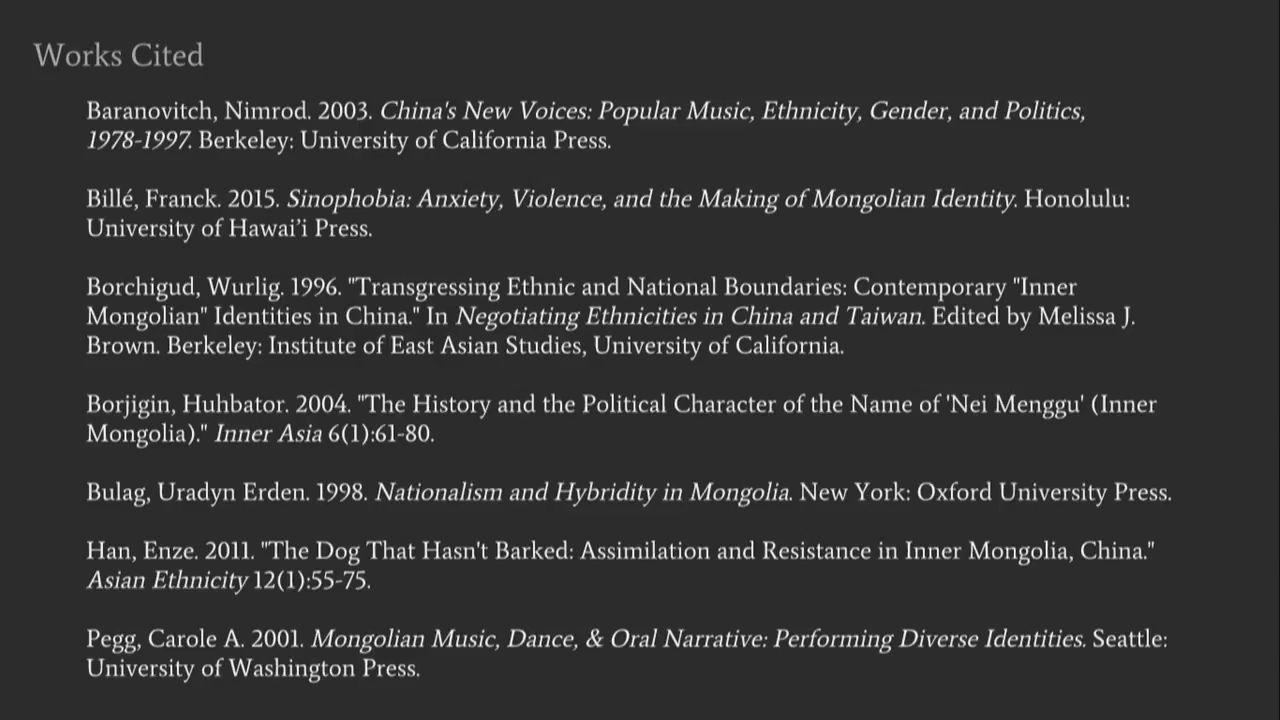 Works Cited
Baranovitch, Nimrod. 2003. China's New Voices: Popular Music, Ethnicity, Gender, and Politics,
1978-1997. Berkeley: University of California Press.
Billé, Franck. 2015. Sinophobia: Anxiety, Violence, and the Making of Mongolian Identity. Honolulu:
University of Hawai’i Press.
Borchigud, Wurlig. 1996. "Transgressing Ethnic and National Boundaries: Contemporary "Inner
Mongolian" Identities in China." In Negotiating Ethnicities in China and Taiwan. Edited by Melissa J.
Brown. Berkeley: Institute of East Asian Studies, University of California.
Borjigin, Huhbator. 2004. "The History and the Political Character of the Name of 'Nei Menggu' (Inner
Mongolia)." Inner Asia 6(1):61-80.
Bulag, Uradyn Erden. 1998. Nationalism and Hybridity in Mongolia. New York: Oxford University Press.
Han, Enze. 2011. "The Dog That Hasn't Barked: Assimilation and Resistance in Inner Mongolia, China."
Asian Ethnicity 12(1):55-75.
Pegg, Carole A. 2001. Mongolian Music, Dance, & Oral Narrative: Performing Diverse Identities. Seattle:
University of Washington Press.